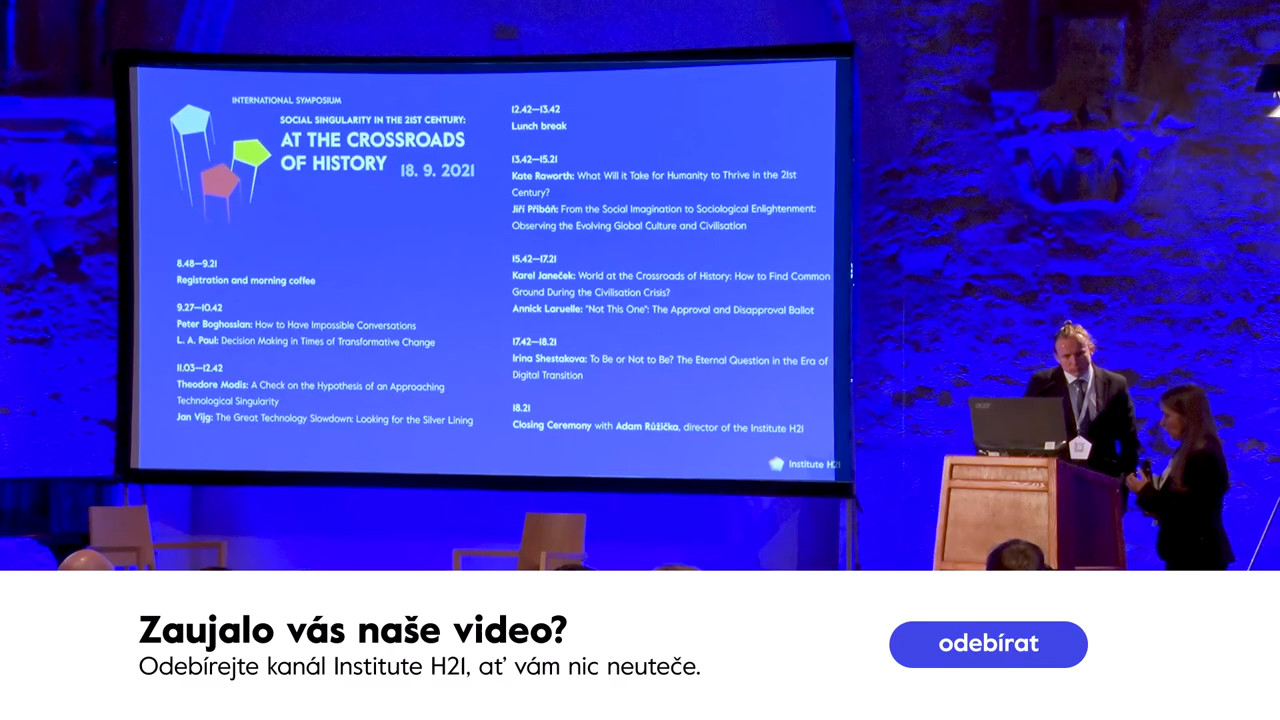 INTERNATIONAL SYMPOSIUM
SOCIAL SINGULARITY IN THE 21ST CENTURY:
AT THE CROSSROADS
OF HISTORY 18. 9. 2021
8.48—9.21
Registration and morning coffee
9.27—10.42
Peter Boghossian: How to Have Impossible Conversations
L. A. Paul: Decision Making in Times of Transformative Change
11.03—12.42
Theodore Modis: A Check on the Hypothesis of an Approaching
Technological Singularity
Jan Vijg: The Great Technology Slowdown: Looking for the Silver Lining
12.42—13.42
Lunch break
13.42—15.21
Kate Raworth: What Will it Take for Humanity to Thrive in the 21st
Century?
Jiří Přibáň: From the Social Imagination to Sociological Enlightenment:
Observing the Evolving Global Culture and Civilisation
15.42—17.21
Karel Janeček: World at the Crossroads of History: How to Find Common
Ground During the Civilisation Crisis?
Annick Laruelle: "Not This One": The Approval and Disapproval Ballot
17.42—18.21
Irina Shestakova: To Be or Not to Be? The Eternal Question in the Era of
Digital Transition
18.21
Closing Ceremony with Adam Růžička, director of the Institute H21
Institute H21
acer
Zaujalo vás naše video?
Odebírejte kanál Institute H21, ať vám nic neuteče.
odebírat